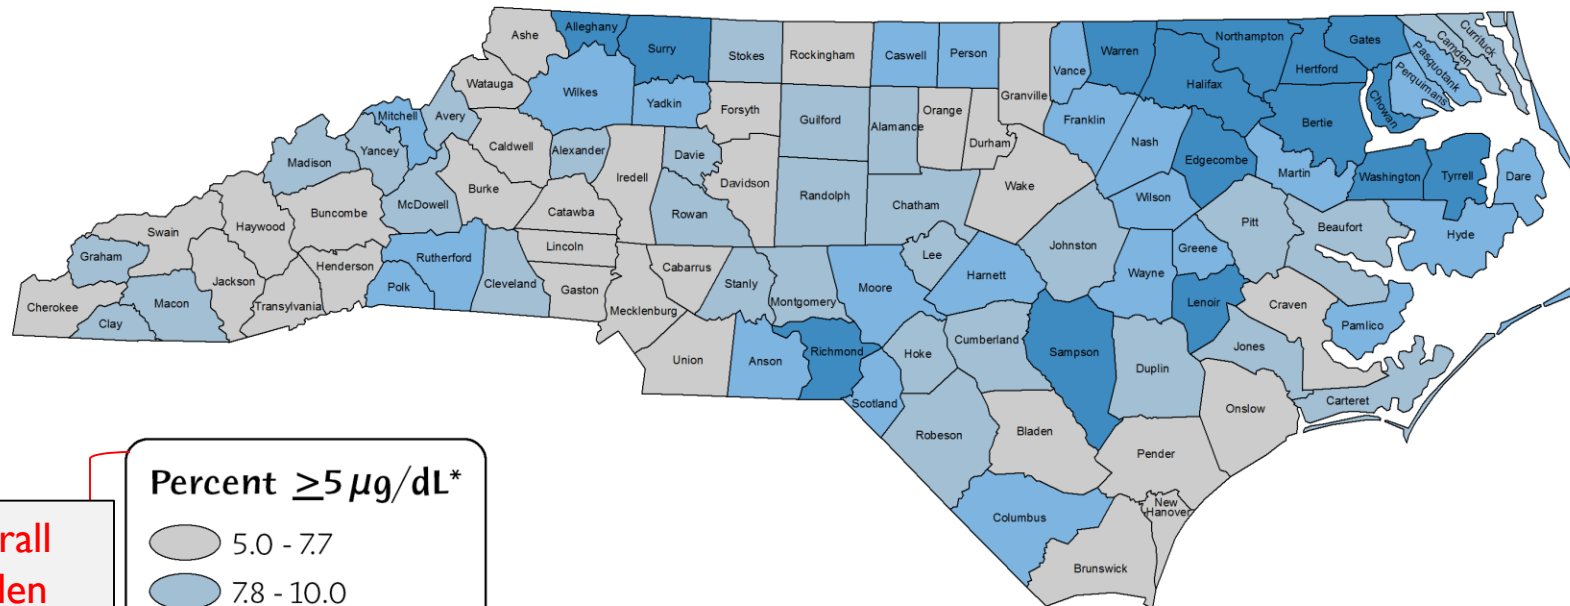 Ashe
Alleghany
Surry
Stokes
Rockingham
Caswell
Person
Vance
Warren
Northampton
Gates
Currituck
Camden
Pasquotank
Perquimans
Chowan
Hertford
Halifax
Granville
Watauga
Wilkes
Yadkin
Forsyth
Guilford
Alamance
Orange
Durham
Franklin
Nash
Edgecombe
Bertie
Martin
Washington
Tyrrell
Dare
Mitchell
Avery
Caldwell
Alexander
Iredell
Davie
Davidson
Randolph
Chatham
Wake
Wilson
Madison
Yancey
McDowell
Burke
Catawba
Rowan
Johnston
Greene
Pitt
Beaufort
Hyde
Swain
Haywood
Buncombe
Lincoln
Graham
Jackson
Henderson
Rutherford
Polk
Cleveland
Gaston
Cabarrus
Stanly
Montgomery
Moore
Lee
Harnett
Wayne
Lenoir
Craven
Pamlico
Cherokee
Clay
Macon
Transylvania
Mecklenburg
Union
Anson
Richmond
Scotland
Hoke
Cumberland
Sampson
Duplin
Jones
Carteret
Onslow
Robeson
Bladen
Pender
Columbus
New
Hanover
Brunswick
Percent ≥5 µg/dL*
5.0 - 7.7
7.8 - 10.0